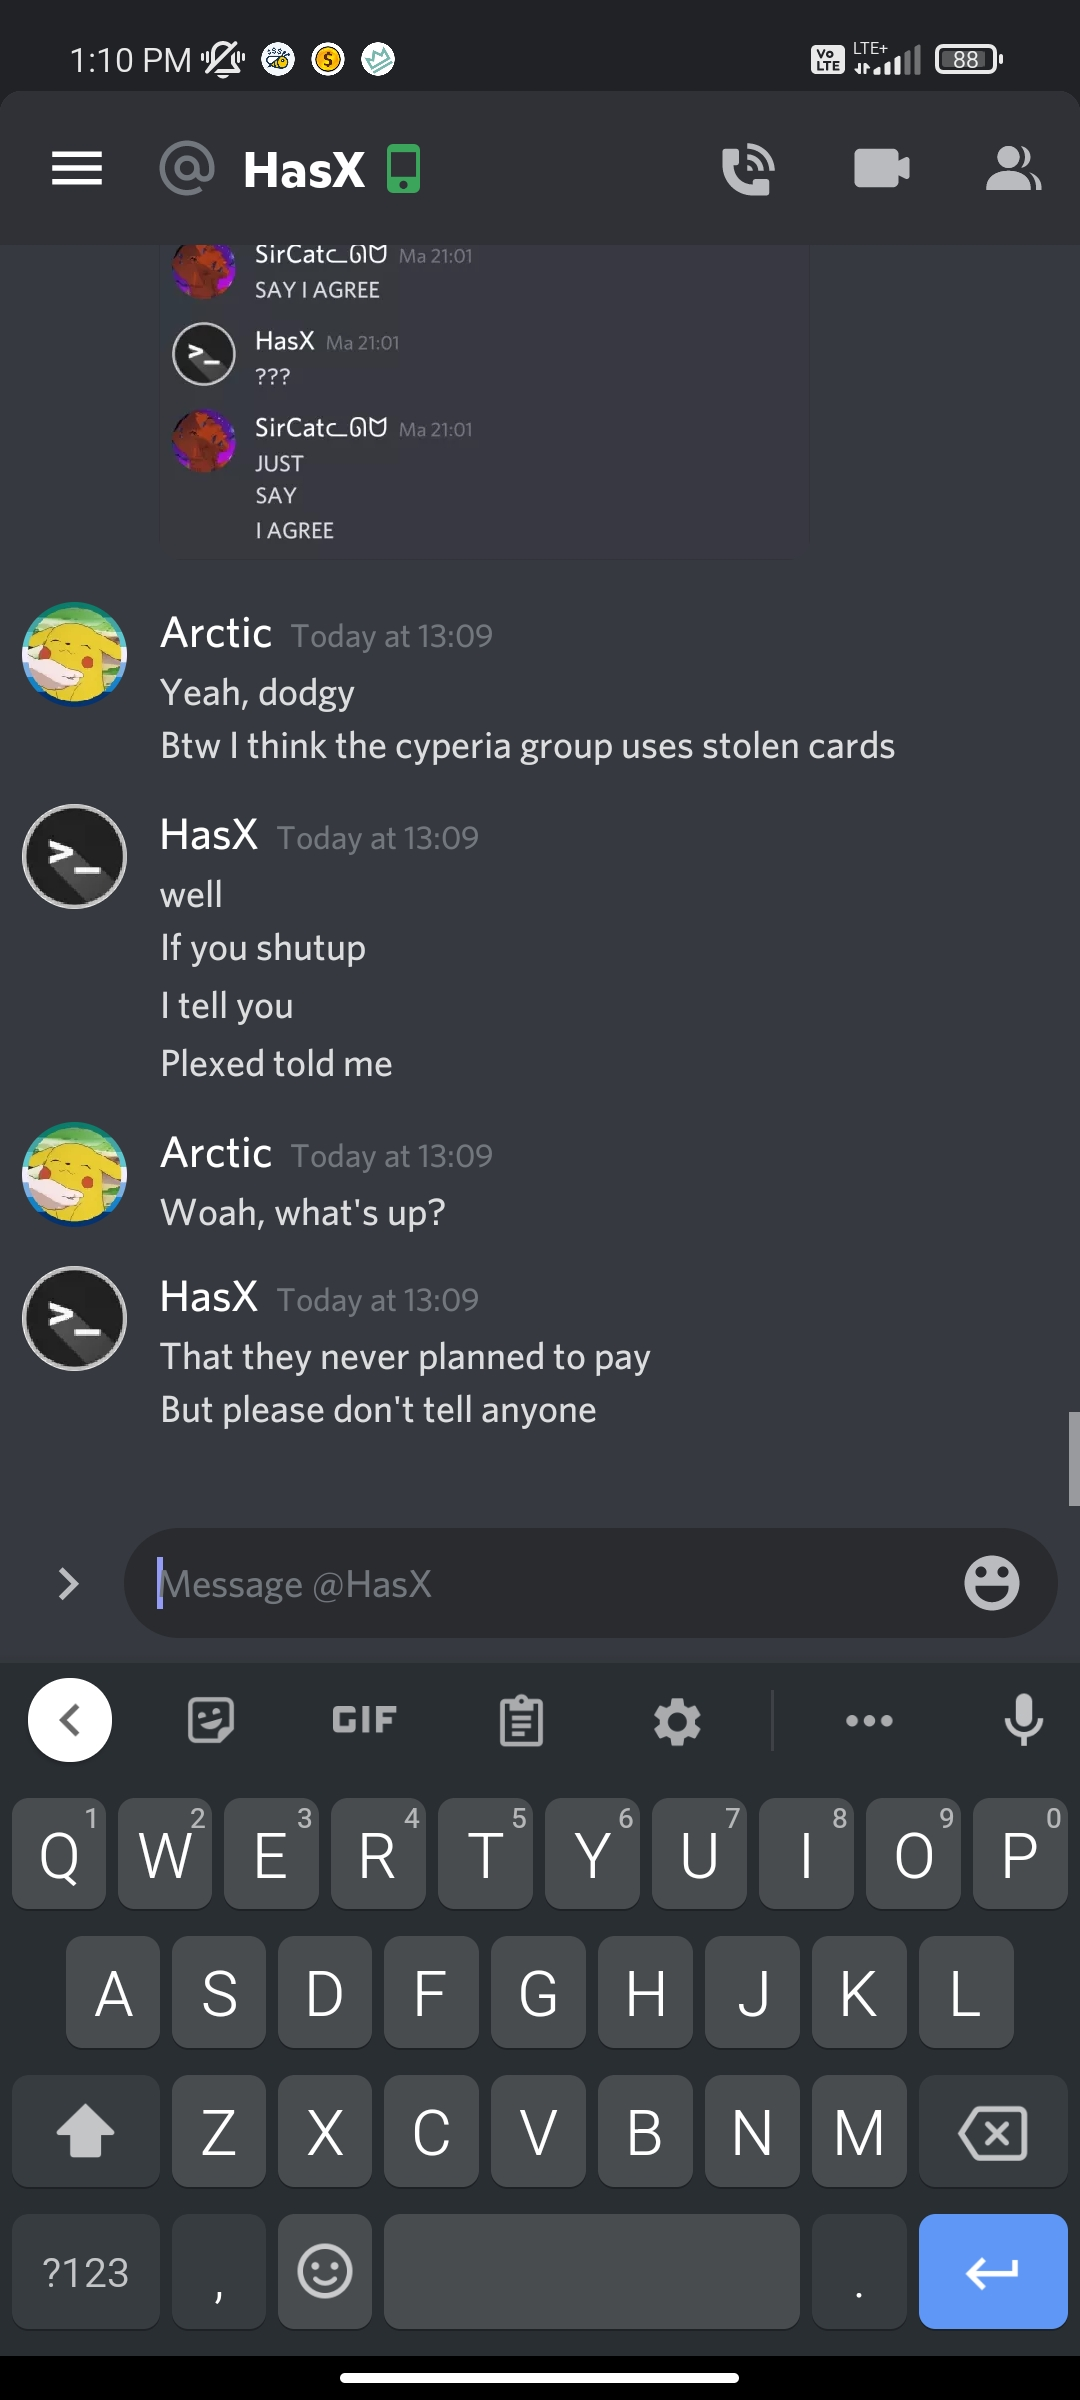 1:10 PM
Vo LTE LTE+ 88
@ HasX
SirCatᓚᘏᗢ Ma 21:01
SAY I AGREE
HasX Ma 21:01
???
SirCatᓚᘏᗢ Ma 21:01
JUST
SAY
I AGREE
Arctic Today at 13:09
Yeah, dodgy
Btw I think the cyperia group uses stolen cards
HasX Today at 13:09
well
If you shutup
I tell you
Plexed told me
Arctic Today at 13:09
Woah, what's up?
HasX Today at 13:09
That they never planned to pay
But please don't tell anyone
Message @HasX
GIF
1 2 3 4 5 6 7 8 9 0
Q W E R T Y U I O P
A S D F G H J K L
Z X C V B N M
?123 , .